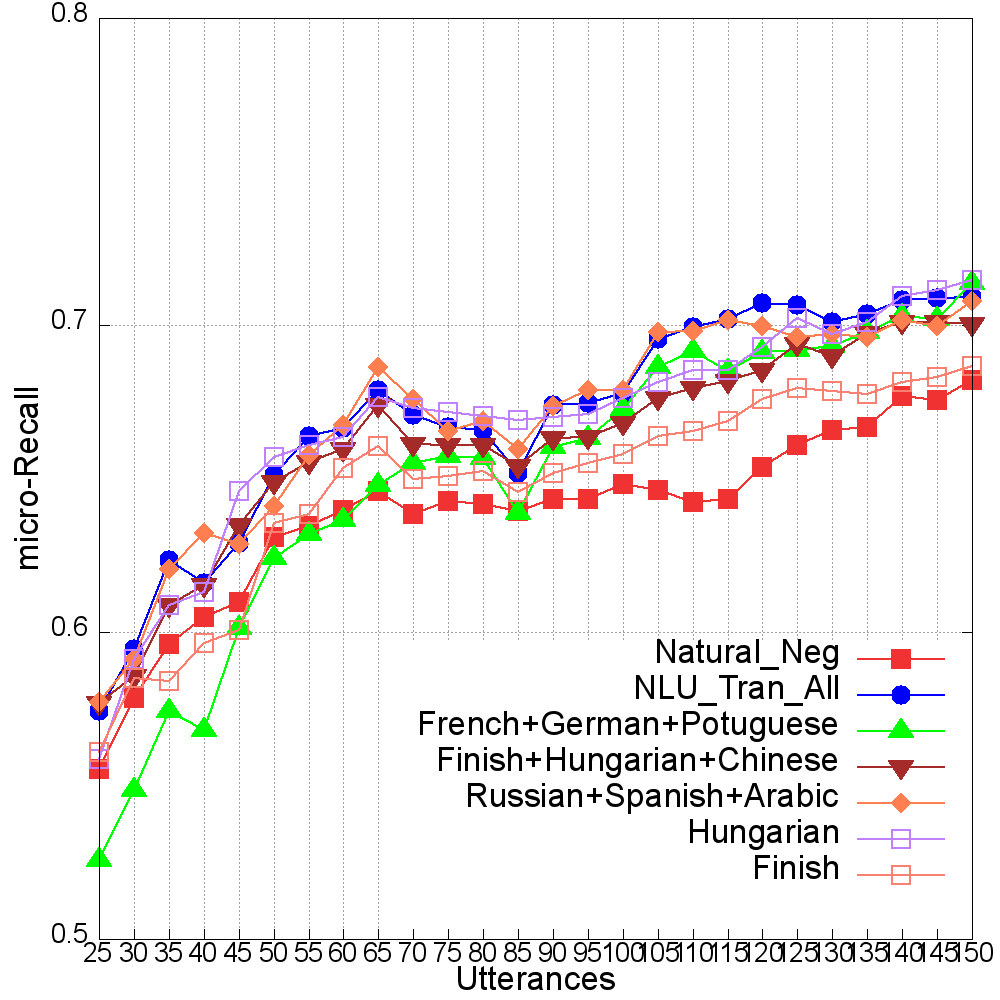 0.8
0.7
0.6
0.5
micro-Recall
Natural_Neg
NLU_Tran_All
French+German+Potuguese
Finish+Hungarian+Chinese
Russian+Spanish+Arabic
Hungarian
Finish
25 30 35 40 45 50 55 60 65 70 75 80 85 90 95 100 105 110 115 120 125 130 135 140 145 150
Utterances